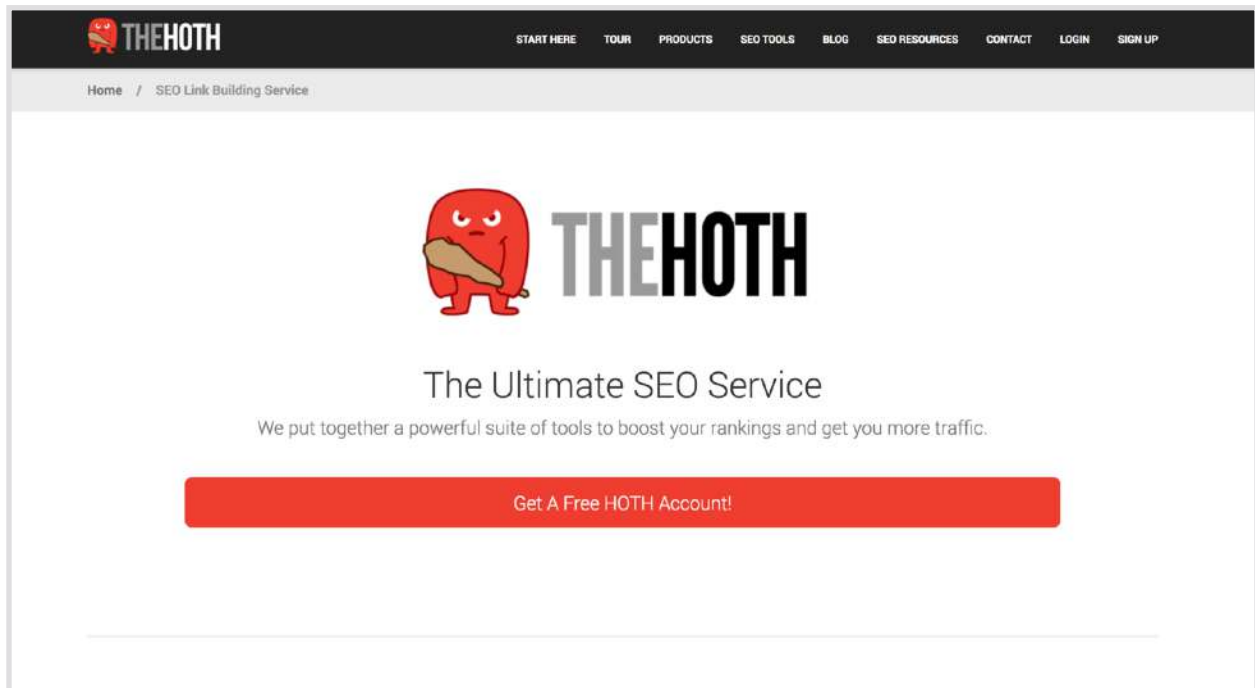 THEHOTH
START HERE TOUR PRODUCTS SEO TOOLS BLOG SEO RESOURCES CONTACT LOGIN SIGN UP
Home / SEO Link Building Service
THEHOTH
The Ultimate SEO Service
We put together a powerful suite of tools to boost your rankings and get you more traffic.
Get A Free HOTH Account!